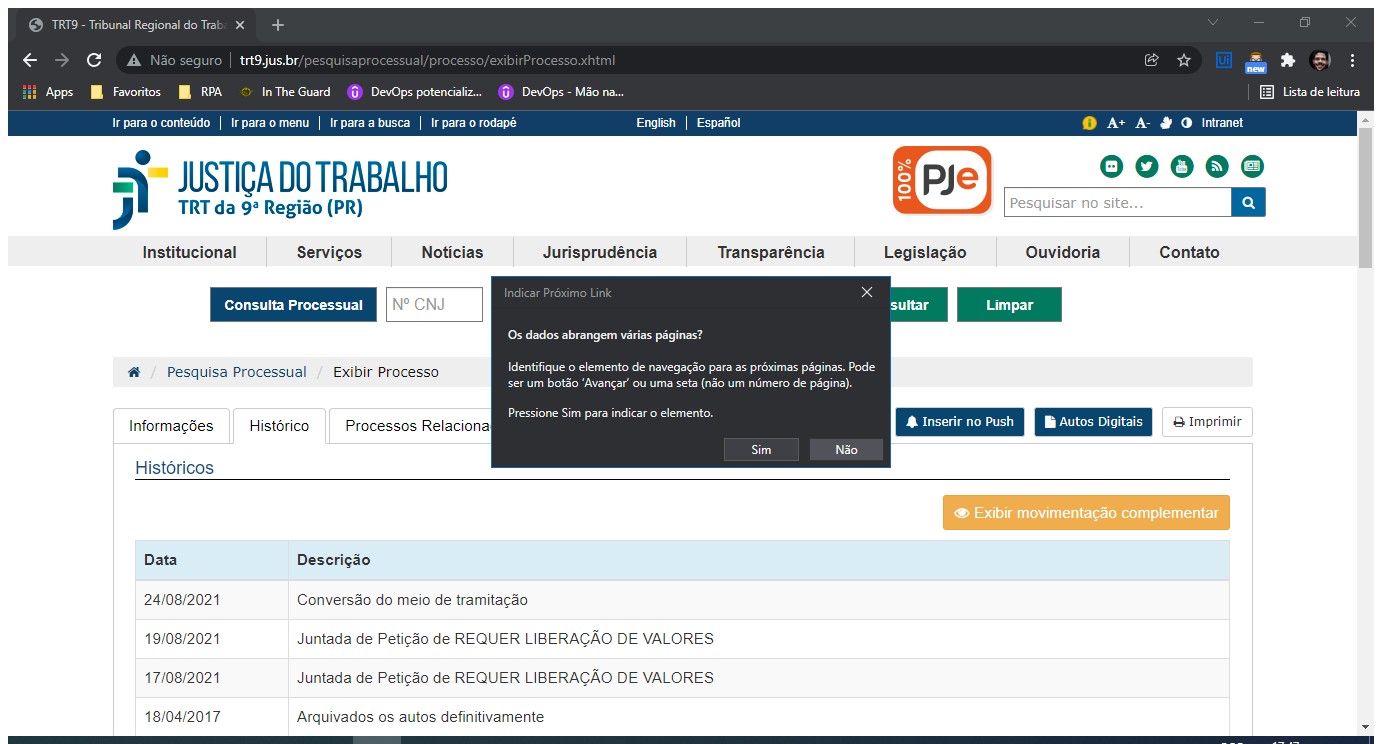 TRT9 - Tribunal Regional do Trab
Não seguro
trt9.jus.br/pesquisaprocessual/processo/exibirProcesso.xhtml
new
Apps
Favoritos
RPA
In The Guard
DevOps potencializ...
DevOps - Mão na...
Lista de leitura
Ir para o conteúdo | Ir para o menu | Ir para a busca | Ir para o rodapé
English | Español
A+ A- Intranet
JUSTIÇA DO TRABALHO
TRT da 9ª Região (PR)
100% PJe
Pesquisar no site...
Institucional
Serviços
Notícias
Jurisprudência
Transparência
Legislação
Ouvidoria
Contato
Consulta Processual
Nº CNJ
sultar
Limpar
Indicar Próximo Link
Os dados abrangem várias páginas?
Identifique o elemento de navegação para as próximas páginas. Pode
ser um botão ‘Avançar’ ou uma seta (não um número de página).
Pressione Sim para indicar o elemento.
Sim
Não
/ Pesquisa Processual / Exibir Processo
Informações
Histórico
Processos Relaciona
Inserir no Push
Autos Digitais
Imprimir
Históricos
Exibir movimentação complementar
Data Descrição
24/08/2021 Conversão do meio de tramitação
19/08/2021 Juntada de Petição de REQUER LIBERAÇÃO DE VALORES
17/08/2021 Juntada de Petição de REQUER LIBERAÇÃO DE VALORES
18/04/2017 Arquivados os autos definitivamente